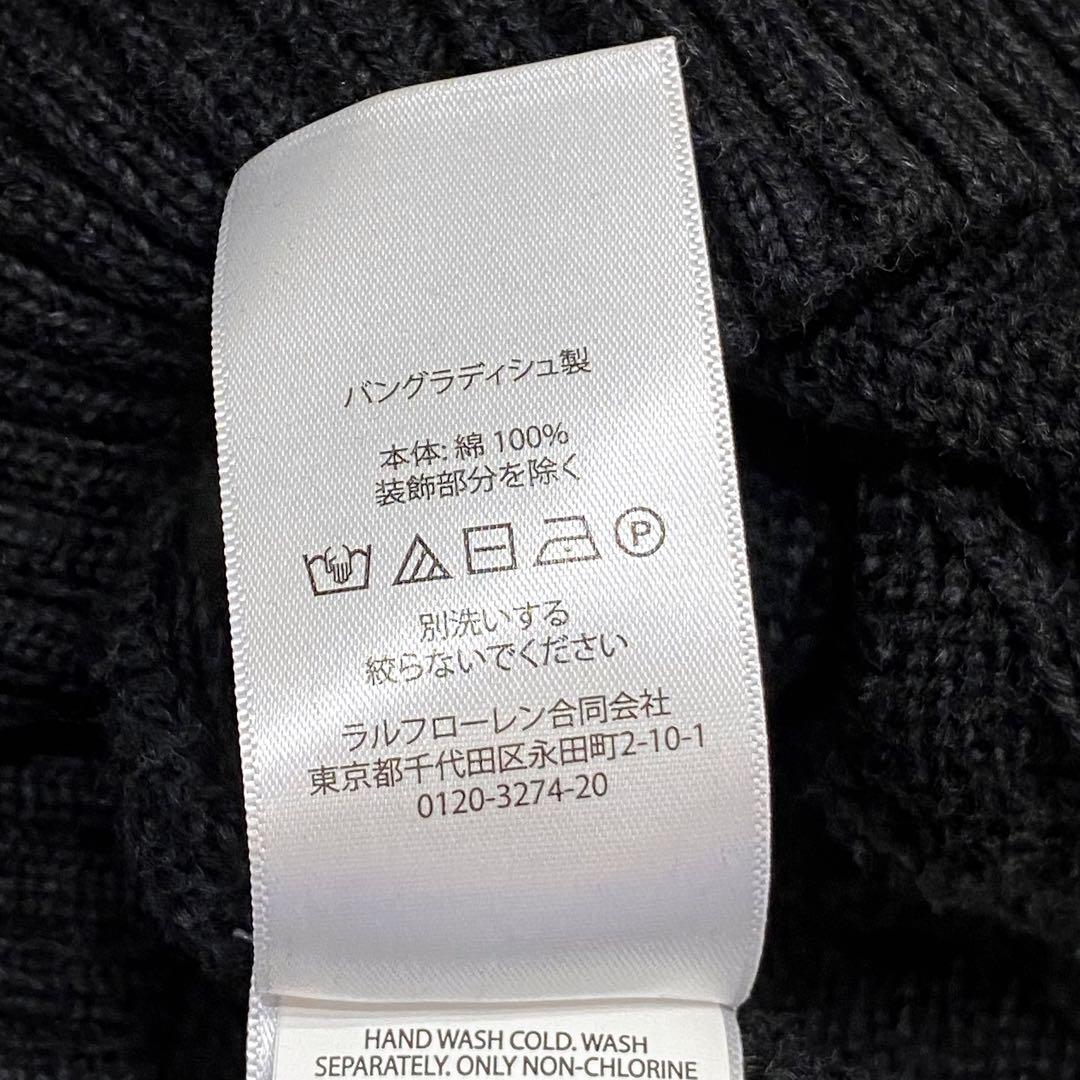 バングラディシュ製
本体: 綿 100%
装飾部分を除く
P
別洗いする
絞らないでください
ラルフローレン合同会社
東京都千代田区永田町2-10-1
0120-3274-20
HAND WASH COLD. WASH
SEPARATELY. ONLY NON-CHLORINE